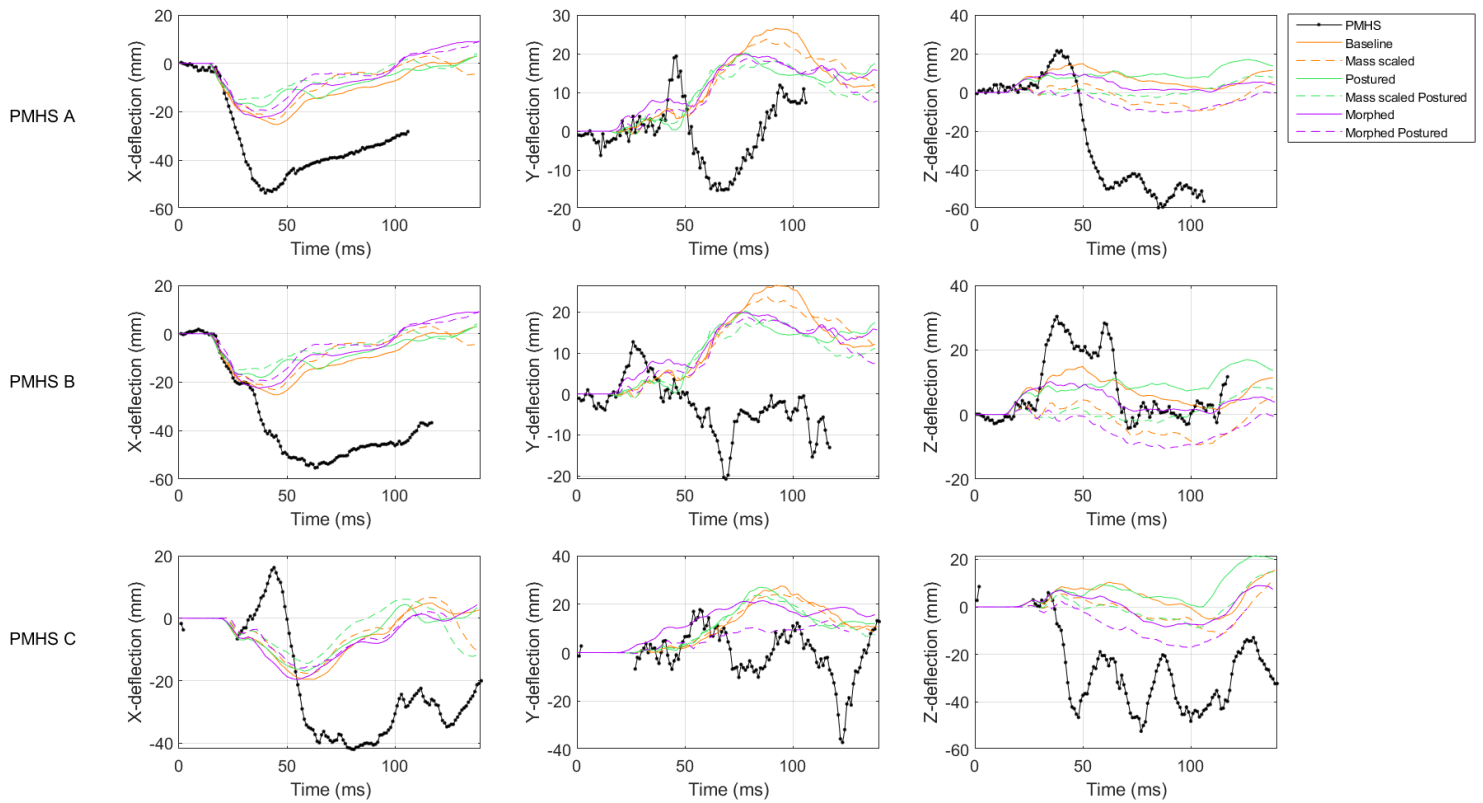 PMHS A
X-deflection (mm)
20
0
-20
-40
-60
0
50
100
Time (ms)
Y-deflection (mm)
30
20
10
0
-10
20
0
50
100
Time (ms)
Z-deflection (mm)
40
20
0
-20
-40
-60
0
50
100
Time (ms)
PMHS
Baseline
Mass scaled
Postured
Mass scaled Postured
Morphed
Morphed Postured
PMHS B
X-deflection (mm)
20
0
-20
-40
-60
0
50
100
Time (ms)
Y-deflection (mm)
20
10
0
-10
-20
0
50
100
Time (ms)
Z-deflection (mm)
40
20
0
-20
0
50
100
Time (ms)
PMHS C
X-deflection (mm)
20
0
-20
-40
0
50
100
Time (ms)
Y-deflection (mm)
40
20
0
-20
-40
0
50
100
Time (ms)
Z-deflection (mm)
20
0
-20
-40
-60
0
50
100
Time (ms)